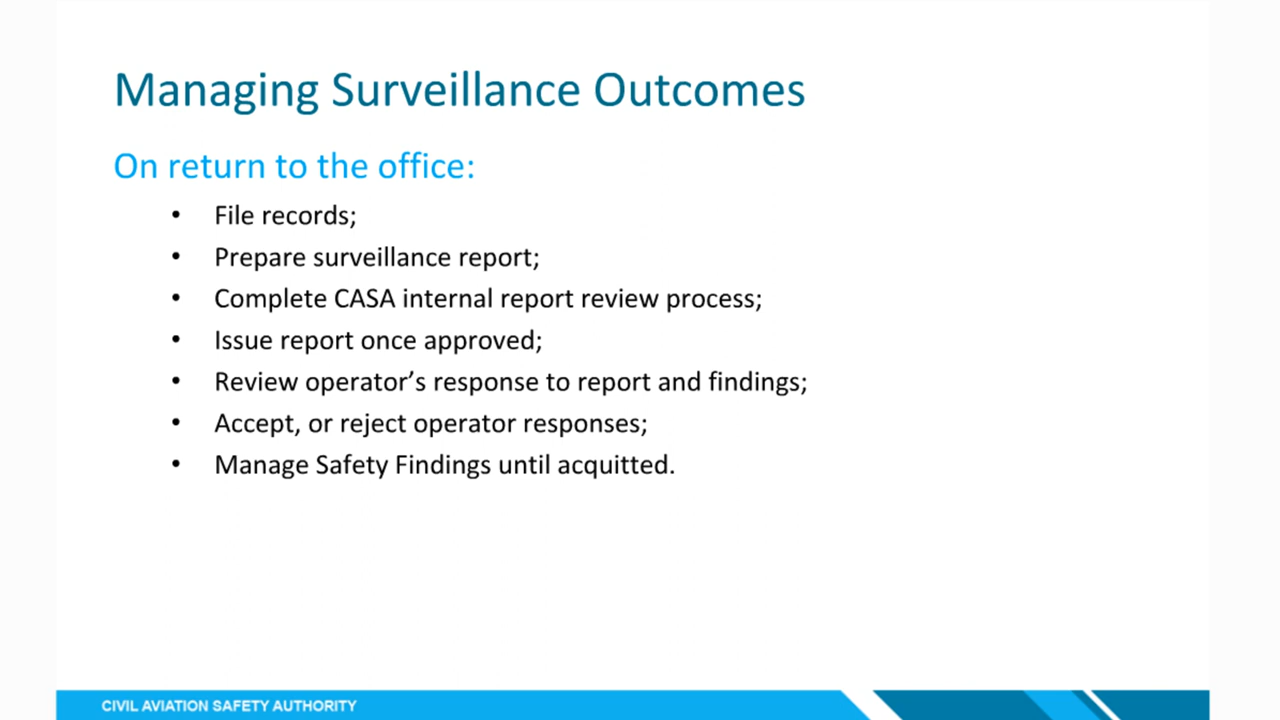 Managing Surveillance Outcomes
On return to the office:
• File records;
• Prepare surveillance report;
• Complete CASA internal report review process;
• Issue report once approved;
• Review operator’s response to report and findings;
• Accept, or reject operator responses;
• Manage Safety Findings until acquitted.
CIVIL AVIATION SAFETY AUTHORITY